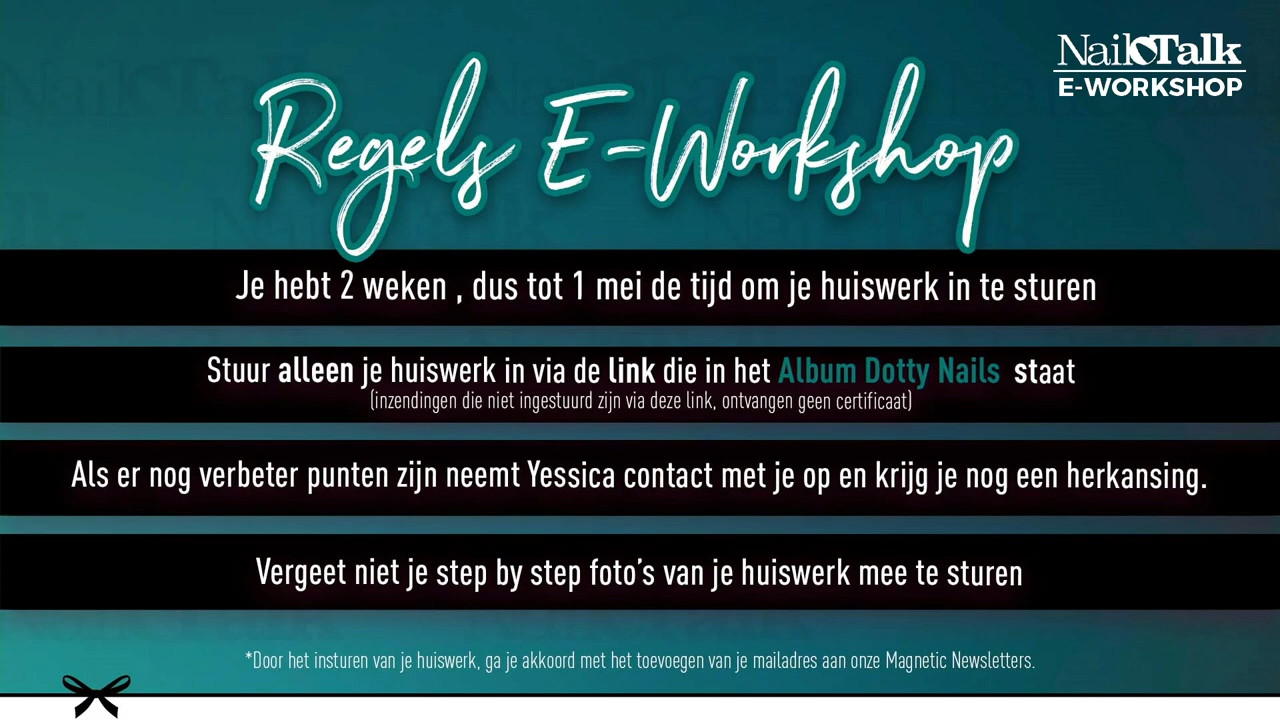 Nail Talk
E-WORKSHOP
Regels E-Workshop
Je hebt 2 weken , dus tot 1 mei de tijd om je huiswerk in te sturen
Stuur alleen je huiswerk in via de link die in het Album Dotty Nails staat
(inzendingen die niet ingestuurd zijn via deze link, ontvangen geen certificaat)
Als er nog verbeter punten zijn neemt Yessica contact met je op en krijg je nog een herkansing.
Vergeet niet je step by step foto's van je huiswerk mee te sturen
*Door het insturen van je huiswerk, ga je akkoord met het toevoegen van je mailadres aan onze Magnetic Newsletters.